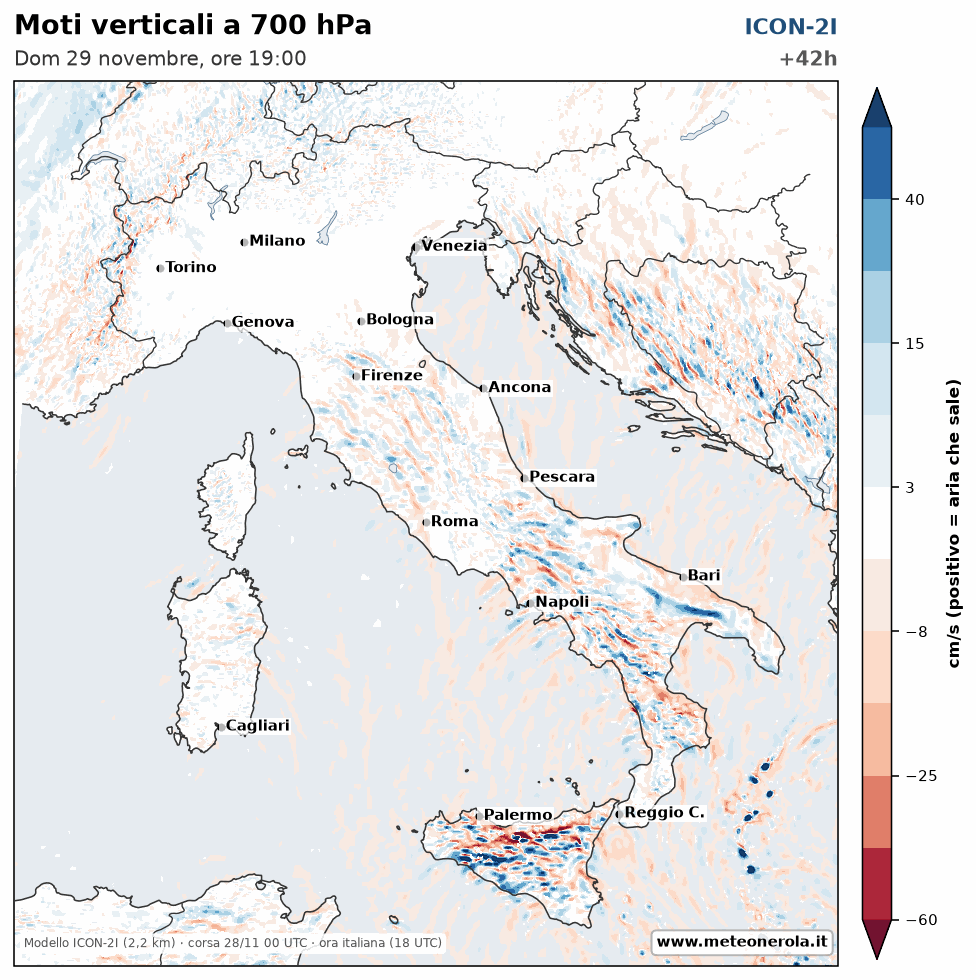 Moti verticali a 700 hPa
ICON-2I
Dom 29 novembre, ore 19:00
+42h
Milano
Venezia
Torino
Genova
Bologna
Firenze
Ancona
Pescara
Roma
Bari
Napoli
Cagliari
Palermo
Reggio C.
40
15
3
−8
−25
−60
cm/s (positivo = aria che sale)
Modello ICON-2I (2,2 km) · corsa 28/11 00 UTC · ora italiana (18 UTC)
www.meteonerola.it